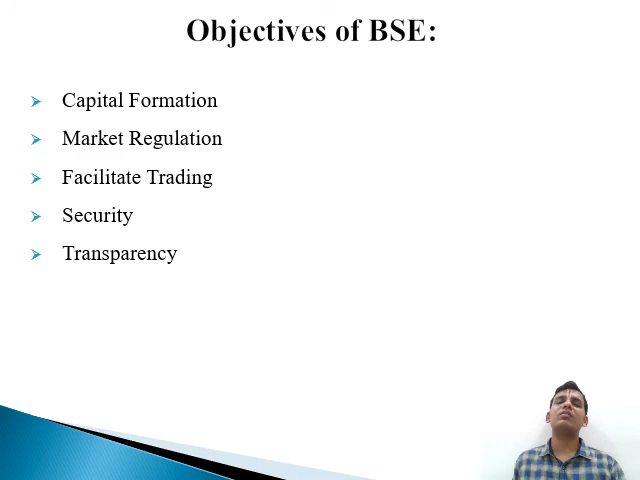 Objectives of BSE:
Capital Formation
Market Regulation
Facilitate Trading
Security
Transparency